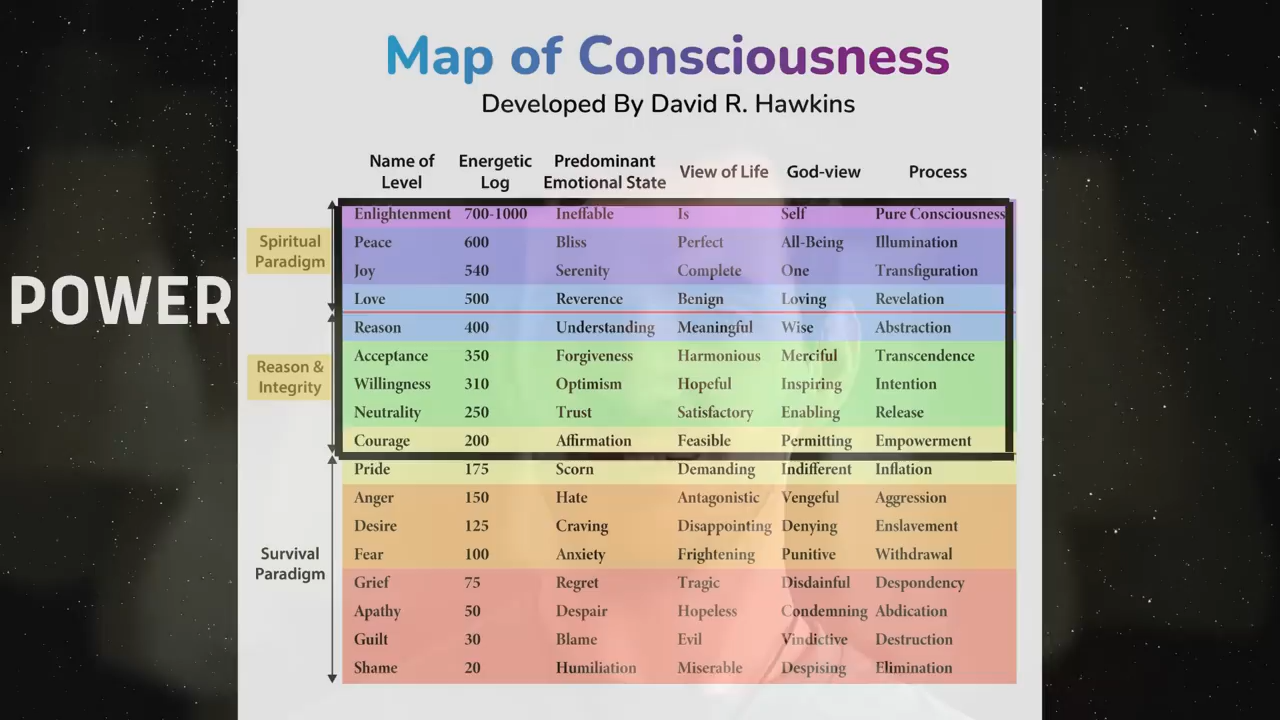 Map of Consciousness
Developed By David R. Hawkins
Name of Level Energetic Log Predominant Emotional State View of Life God-view Process
Enlightenment 700-1000 Ineffable Is Self Pure Consciousness
Spiritual Paradigm
Peace 600 Bliss Perfect All-Being Illumination
Joy 540 Serenity Complete One Transfiguration
POWER
Love 500 Reverence Benign Loving Revelation
Reason 400 Understanding Meaningful Wise Abstraction
Acceptance 350 Forgiveness Harmonious Merciful Transcendence
Reason & Integrity
Willingness 310 Optimism Hopeful Inspiring Intention
Neutrality 250 Trust Satisfactory Enabling Release
Courage 200 Affirmation Feasible Permitting Empowerment
Pride 175 Scorn Demanding Indifferent Inflation
Anger 150 Hate Antagonistic Vengeful Aggression
Desire 125 Craving Disappointing Denying Enslavement
Fear 100 Anxiety Frightening Punitive Withdrawal
Survival Paradigm
Grief 75 Regret Tragic Disdainful Despondency
Apathy 50 Despair Hopeless Condemning Abdication
Guilt 30 Blame Evil Vindictive Destruction
Shame 20 Humiliation Miserable Despising Elimination